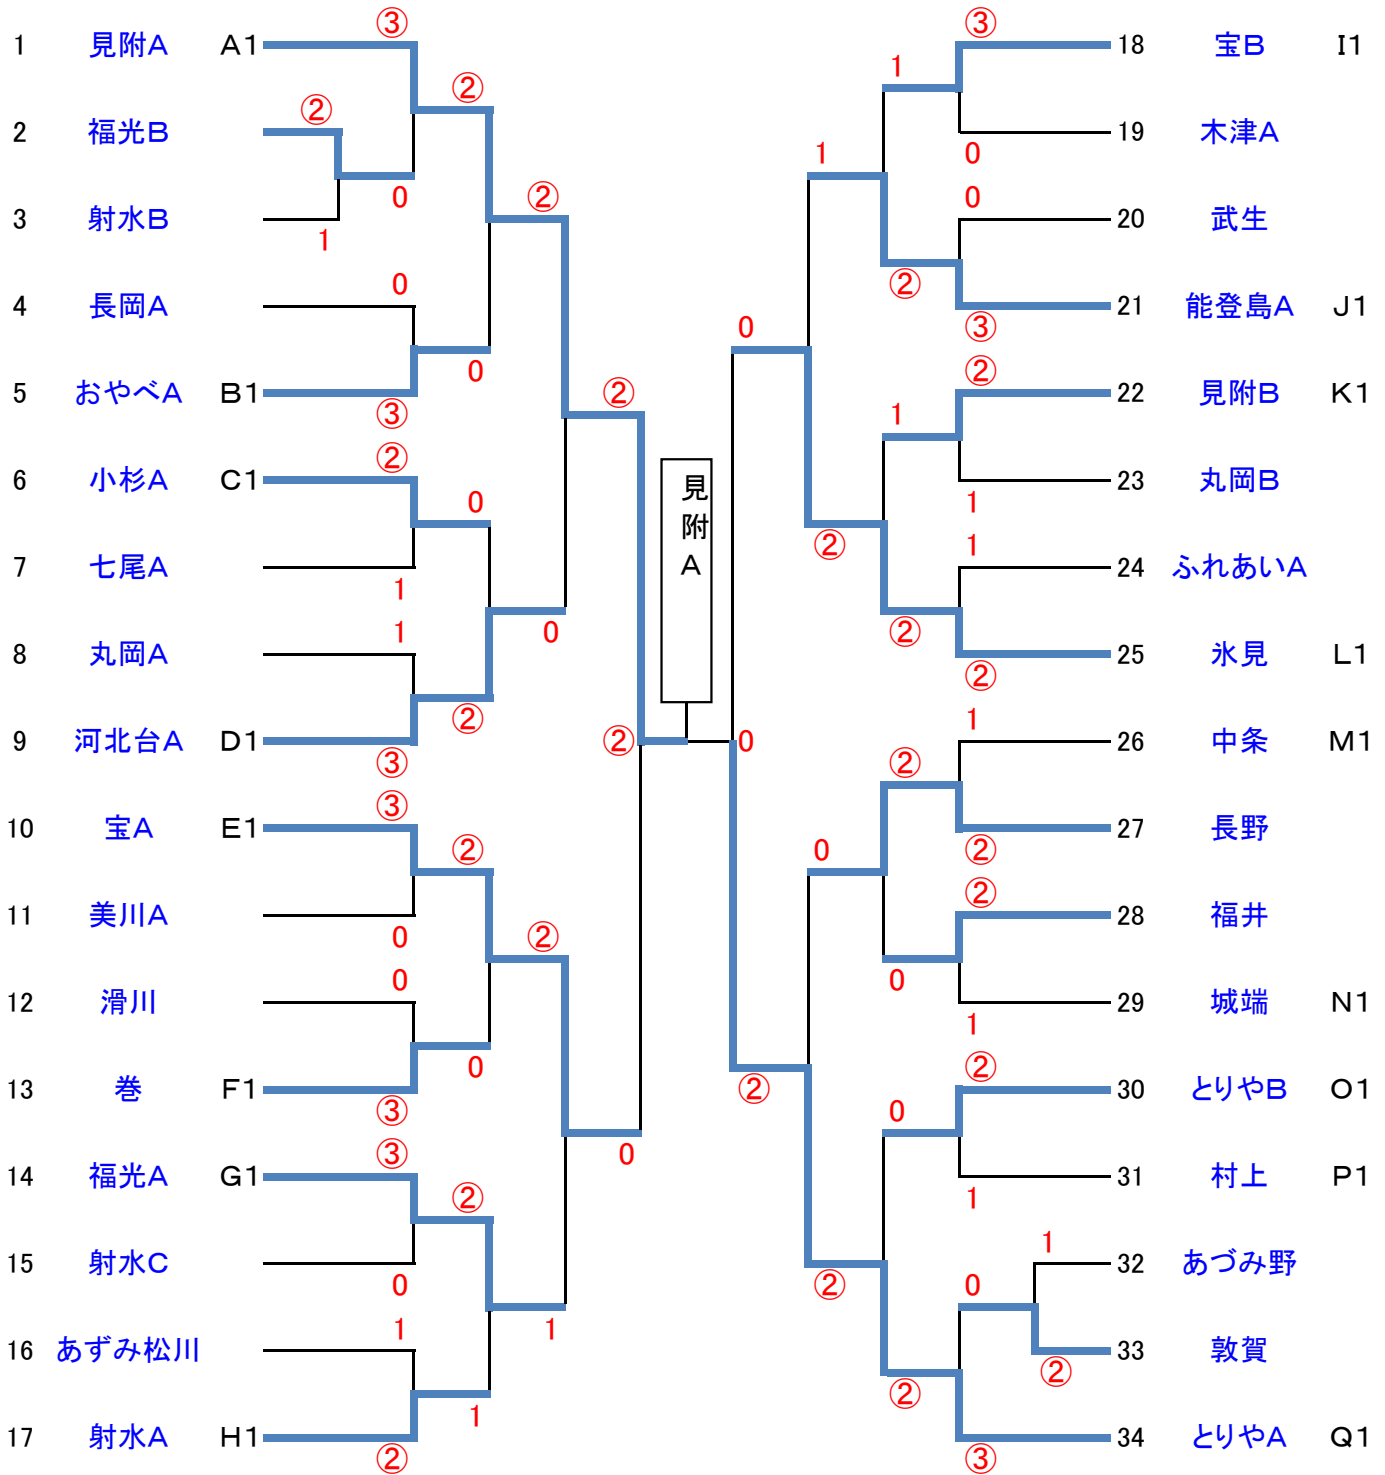 ③
1 見附A A1
②
2 福光B ②
0
3 射水B 1
②
0
4 長岡A
0
5 おやべA B1
③
②
②
6 小杉A C1
0
7 七尾A
1
1
8 丸岡A
0
②
9 河北台A D1
③
②
③
10 宝A E1
②
11 美川A
0
②
0
12 滑川
0
13 巻 F1
③
③
0
14 福光A G1
②
15 射水C
0
1
1
16 あずみ松川
1
17 射水A H1
②
見
附
A
③
18 宝B I1
1
19 木津A
0
1
0
20 武生
②
21 能登島A J1
③
0
②
22 見附B K1
1
23 丸岡B
1
②
1
24 ふれあいA
②
25 氷見 L1
②
0
1
26 中条 M1
②
27 長野
②
0
②
28 福井
0
29 城端 N1
1
②
②
30 とりやB O1
0
31 村上 P1
1
1
32 あづみ野
②
0
33 敦賀
②
②
34 とりやA Q1
③